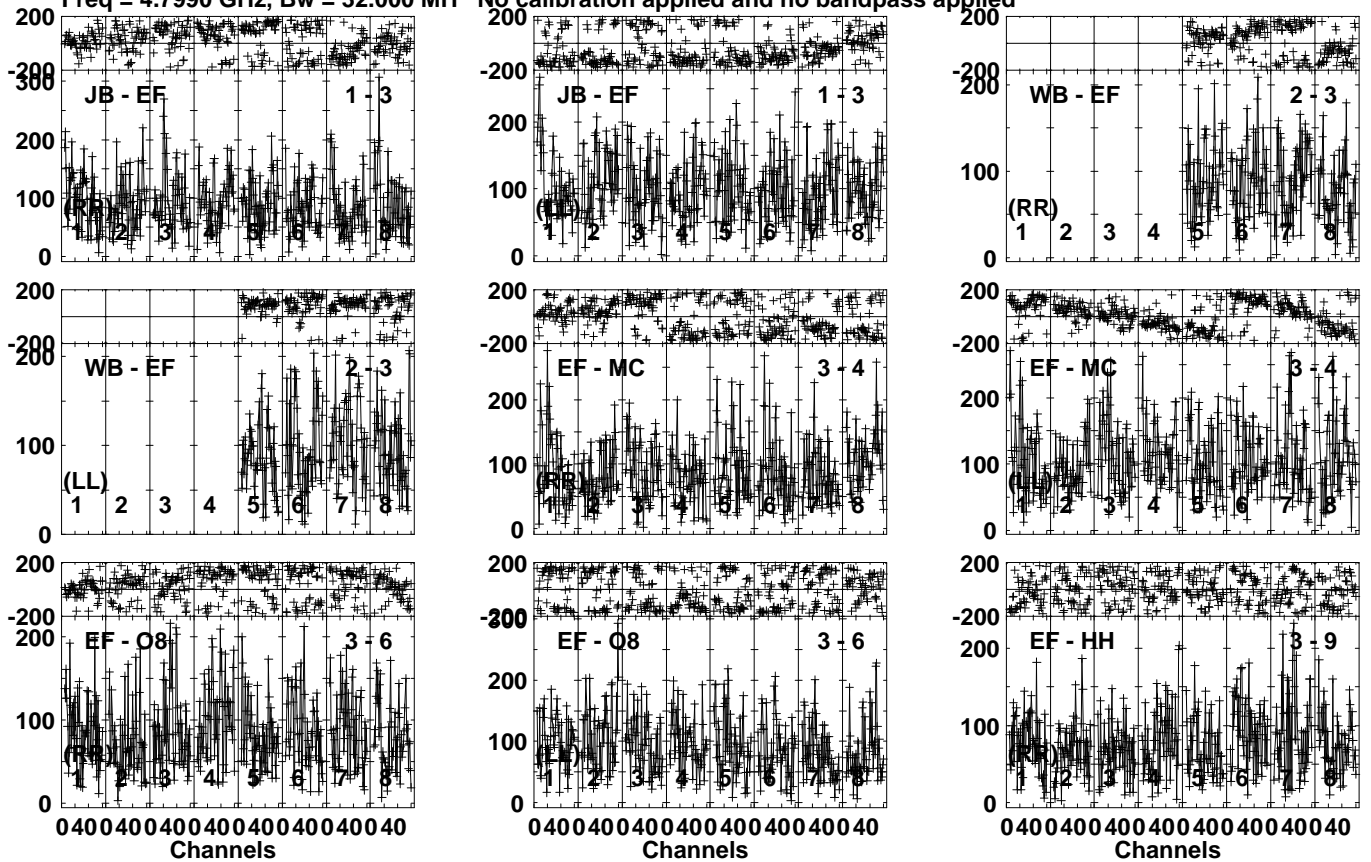 Freq = 4.7990 GHz, Bw = 32.000 MH No calibration applied and no bandpass applied
200 200 200
-200 -200 -200
300 200
JB - EF 1 - 3 JB - EF 1 - 3 WB - EF 2 - 3
200 200
100 100 100
(RR) (LL) (RR)
1 2 3 4 5 6 7 8 1 2 3 4 5 6 7 8 1 2 3 4 5 6 7 8
0 0 0
200 200 200
-200 -200 -200
200
WB - EF 2 - 3 EF - MC 3 - 4 EF - MC 3 - 4
200 200
100 100 100
(LL) (RR) (LL)
1 2 3 4 5 6 7 8 1 2 3 4 5 6 7 8 1 2 3 4 5 6 7 8
0 0 0
200 200 200
-200 -200 -200
200 300 200
EF - O8 3 - 6 EF - O8 3 - 6 EF - HH 3 - 9
200
100 100 100
(RR) (LL) (RR)
1 2 3 4 5 6 7 8 1 2 3 4 5 6 7 8 1 2 3 4 5 6 7 8
0 0 0
0 40 0 40 0 40 0 40 0 40 0 40 0 40 0 40 0 40 0 40 0 40 0 40 0 40 0 40 0 40 0 40 0 40 0 40 0 40 0 40 0 40 0 40 0 40 0 40
Channels Channels Channels